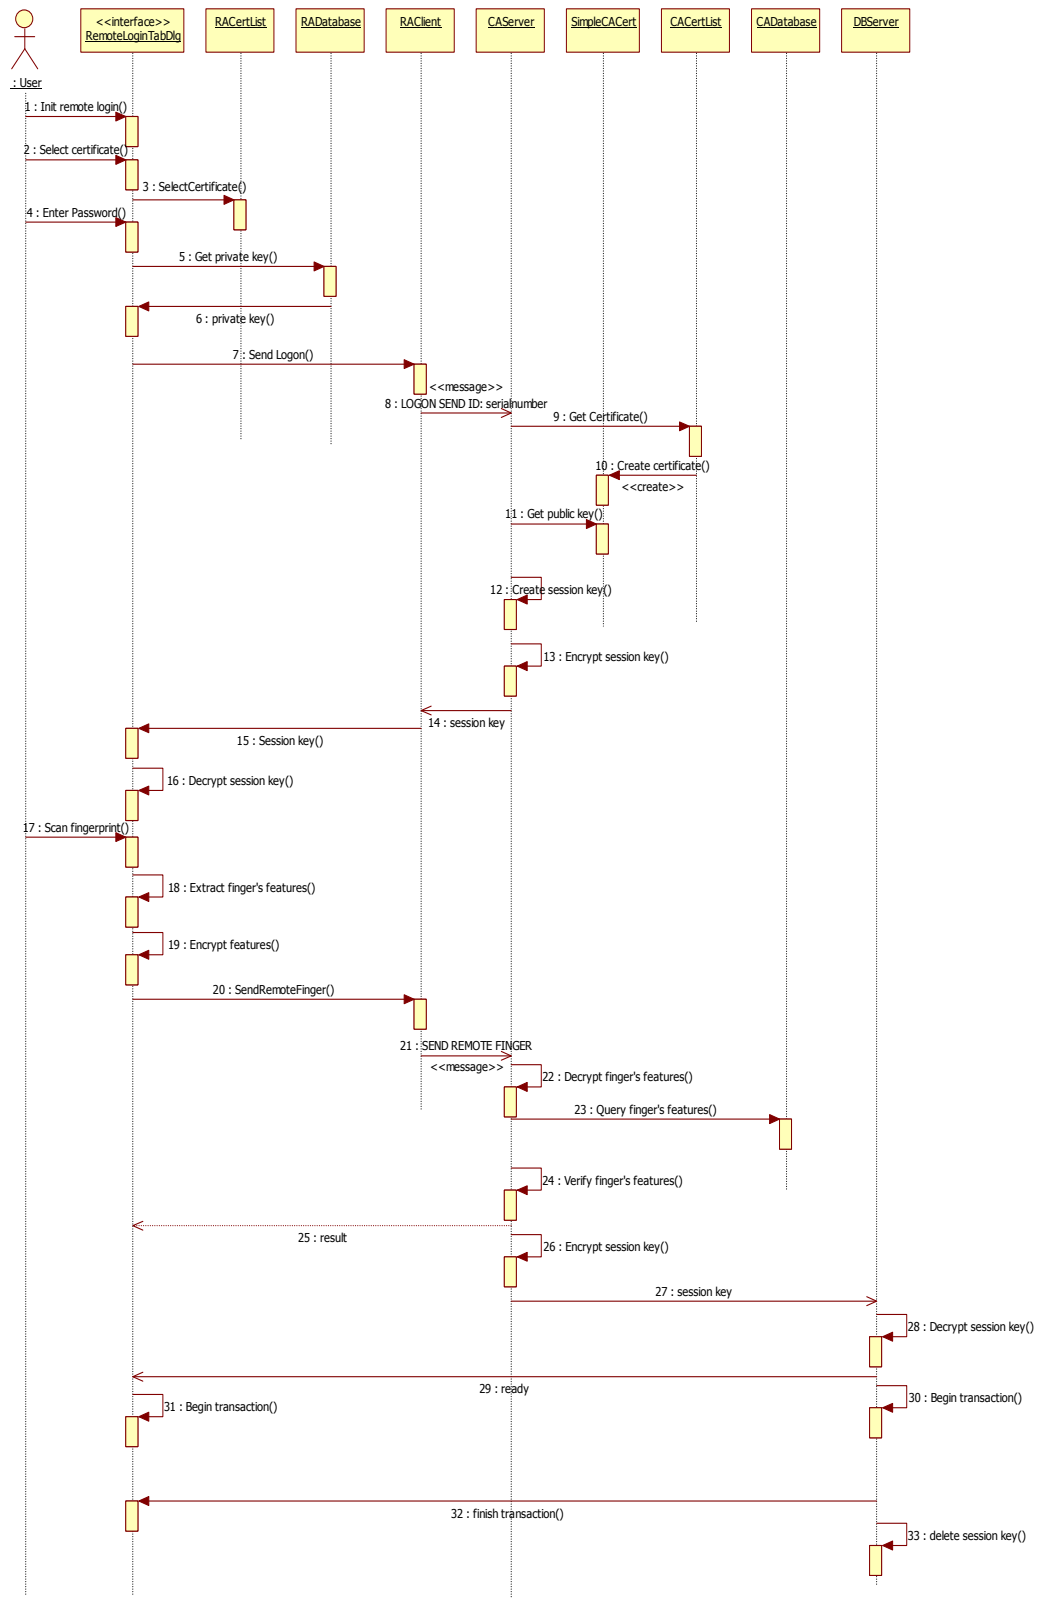 <<interface>>
RemoteLoginTabDlg
RACertList
RADatabase
RAClient
CAServer
SimpleCACert
CACertList
CADatabase
DBServer
: User
1 : Init remote login()
2 : Select certificate()
3 : SelectCertificate()
4 : Enter Password()
5 : Get private key()
6 : private key()
7 : Send Logon()
<<message>>
8 : LOGON SEND ID: serialnumber
9 : Get Certificate()
10 : Create certificate()
<<create>>
11 : Get public key()
12 : Create session key()
13 : Encrypt session key()
14 : session key
15 : Session key()
16 : Decrypt session key()
17 : Scan fingerprint()
18 : Extract finger's features()
19 : Encrypt features()
20 : SendRemoteFinger()
21 : SEND REMOTE FINGER
<<message>>
22 : Decrypt finger's features()
23 : Query finger's features()
24 : Verify finger's features()
25 : result
26 : Encrypt session key()
27 : session key
28 : Decrypt session key()
29 : ready
30 : Begin transaction()
31 : Begin transaction()
32 : finish transaction()
33 : delete session key()